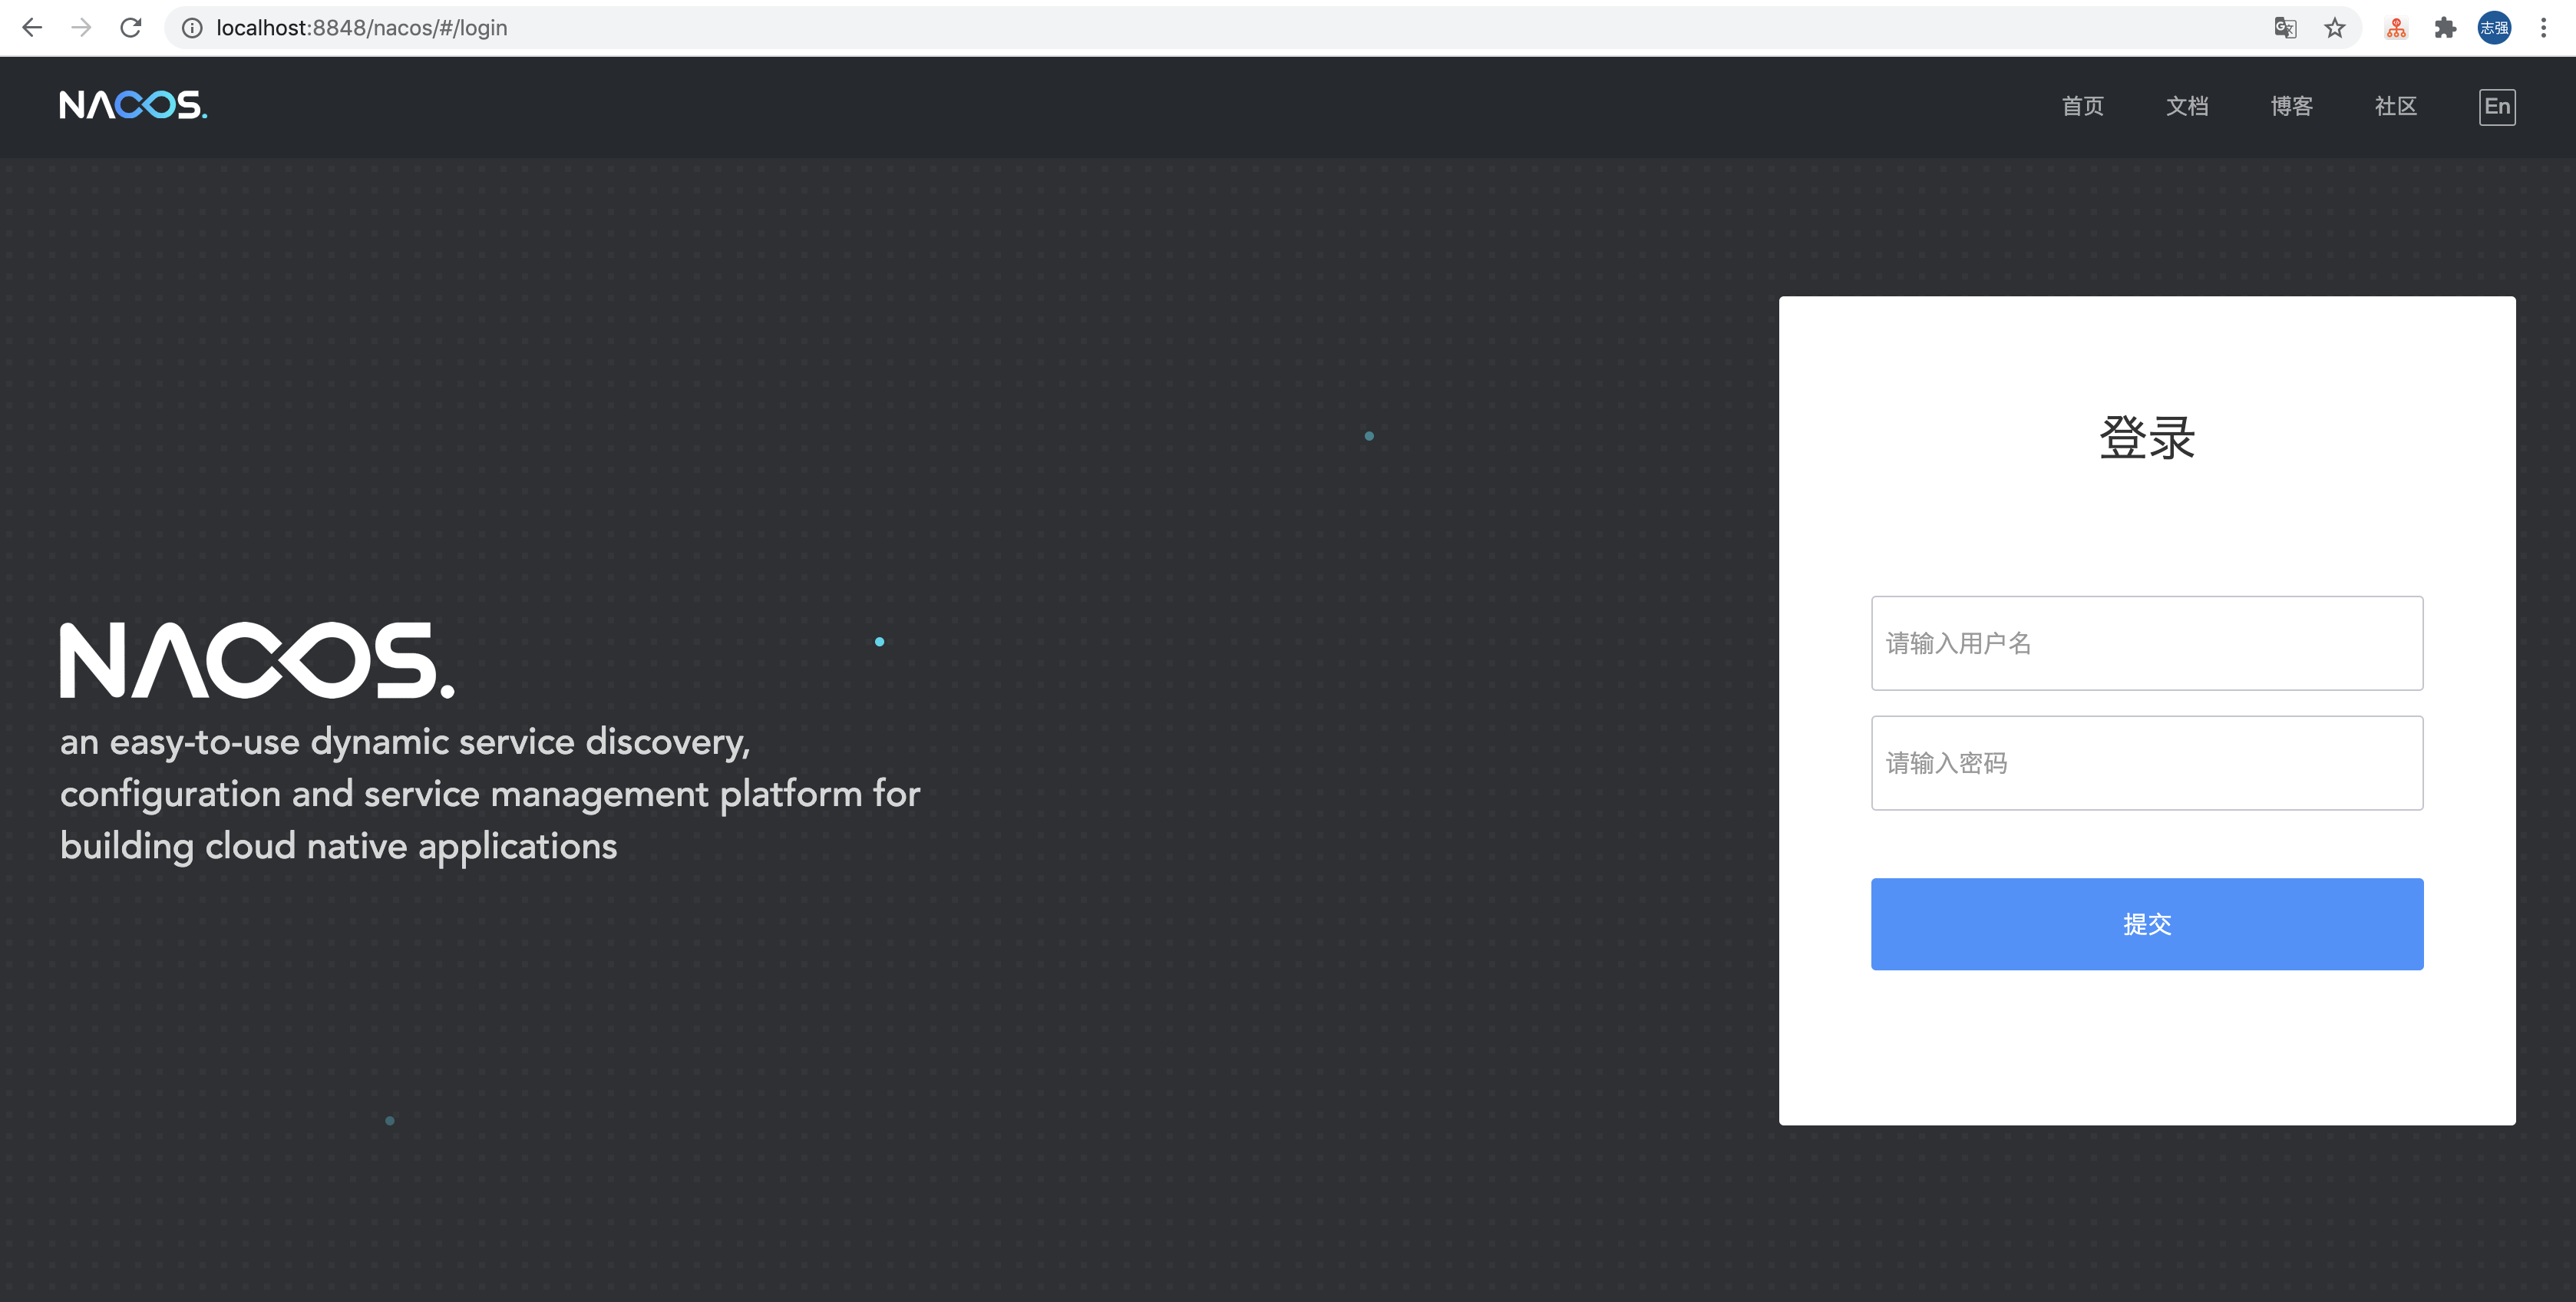 localhost:8848/nacos/#/login
志强
NACOS.
首页
文档
博客
社区
En
NACOS.
an easy-to-use dynamic service discovery,
configuration and service management platform for
building cloud native applications
登录
请输入用户名
请输入密码
提交